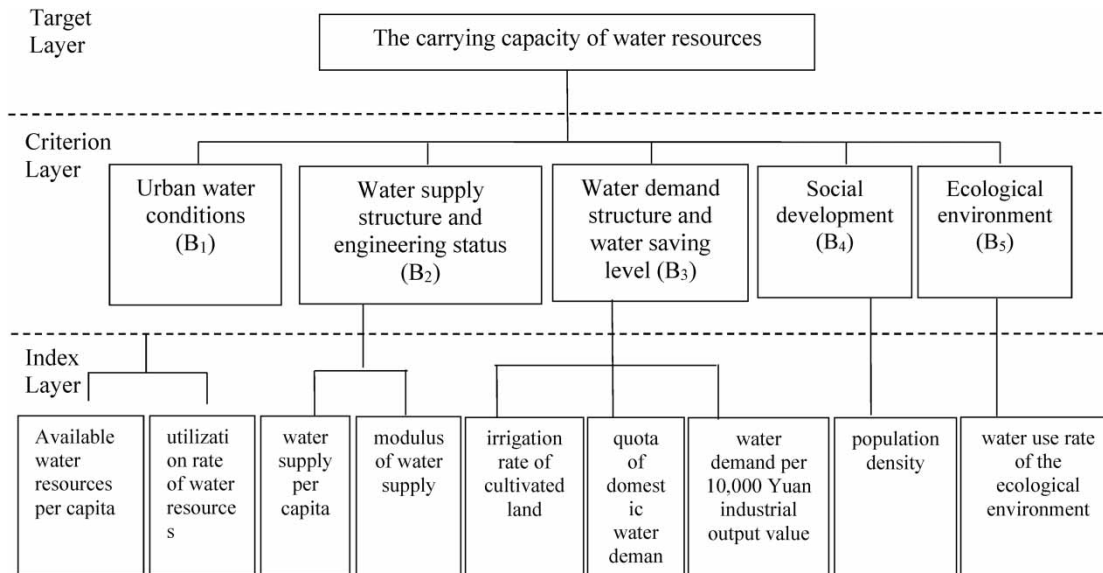 Target
Layer
The carrying capacity of water resources
Criterion
Layer
Urban water
conditions
(B₁)
Water supply
structure and
engineering status
(B₂)
Water demand
structure and
water saving
level (B₃)
Social
development
(B₄)
Ecological
environment
(B₅)
Index
Layer
Available
water
resources
per capita
utilizati
on rate
of water
resource
s
water
supply
per
capita
modulus
of water
supply
irrigation
rate of
cultivated
land
quota
of
domest
ic
water
deman
water
demand per
10,000 Yuan
industrial
output value
population
density
water use rate
of the
ecological
environment